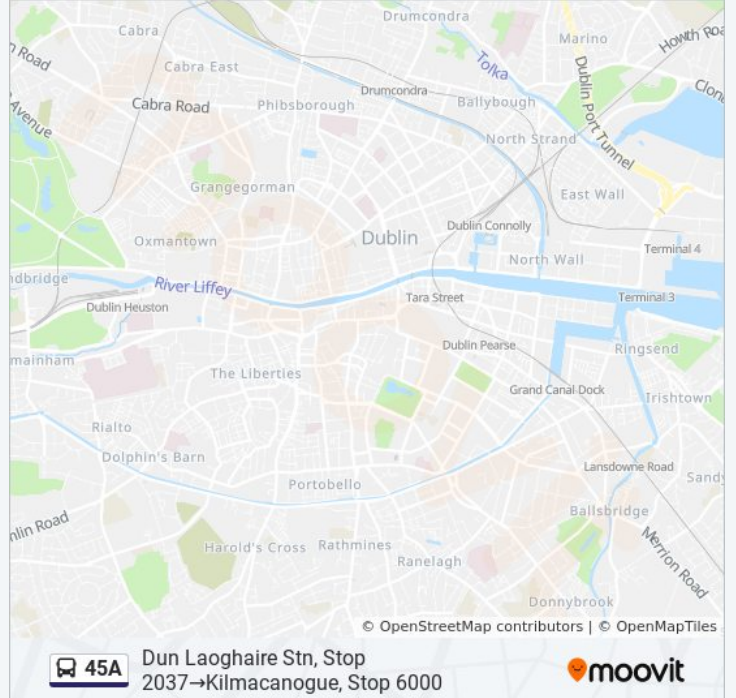 Drumcondra
Cabra
Marino
Howth Roa
n Road
Cabra East
Tolka
Drumcondra
Cabra Road
Phibsborough
Ballybough
Clon
Avenue
Dublin Port Tunnel
North Strand
Grangegorman
East Wall
Dublin Connolly
Oxmantown
Dublin
Terminal 4
North Wall
ndbridge
River Liffey
Tara Street
Terminal 3
Dublin Heuston
Dublin Pearse
Ringsend
mainham
The Liberties
Grand Canal Dock
Irishtown
Rialto
Dolphin's Barn
Lansdowne Road
Sandy
Portobello
Ballsbridge
nlin Road
Harold's Cross
Rathmines
Ranelagh
Merrion Road
Donnybrook
© OpenStreetMap contributors | © OpenMapTiles
45A
Dun Laoghaire Stn, Stop
2037→Kilmacanogue, Stop 6000
moovit